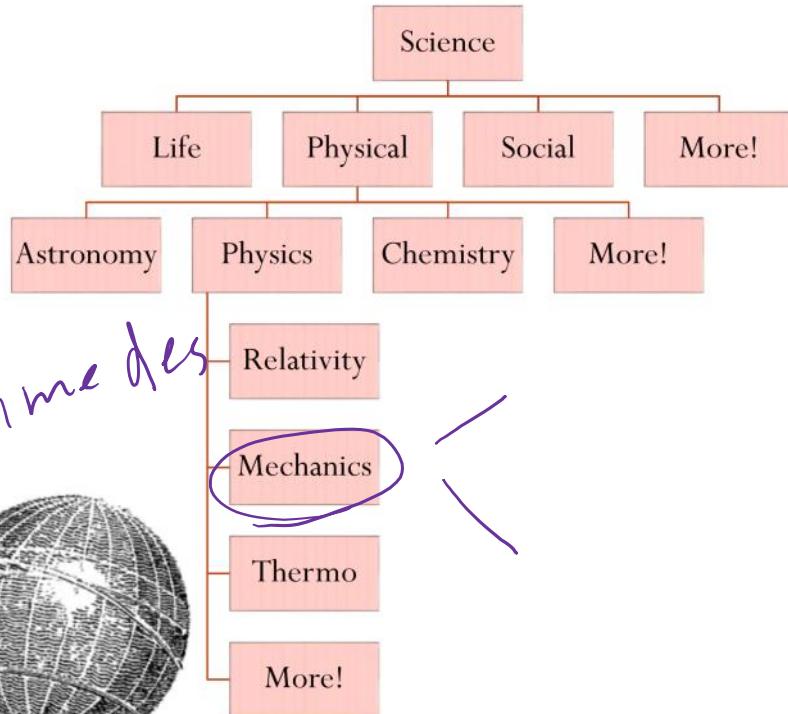 Science
Life Physical Social More!
Astronomy Physics Chemistry More!
Relativity
Mechanics
Thermo
More!